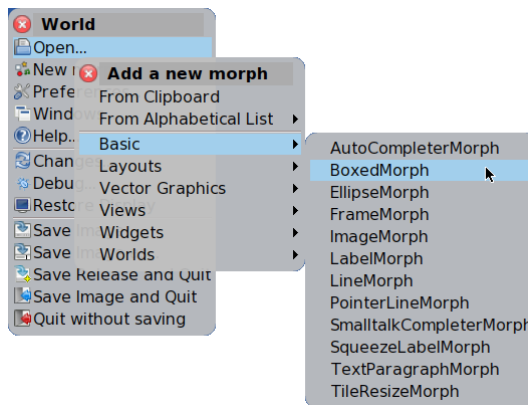 World
Open...
New
Prefe
Wind
Help..
Chan
Debu
Resto
Save
Save
Save Release and Quit
Save Image and Quit
Quit without saving
Add a new morph
From Clipboard
From Alphabetical List
Basic
Layouts
Vector Graphics
Views
Widgets
Worlds
AutoCompleterMorph
BoxedMorph
EllipseMorph
FrameMorph
ImageMorph
LabelMorph
LineMorph
PointerLineMorph
SmalltalkCompleterMorph
SqueezeLabelMorph
TextParagraphMorph
TileResizeMorph